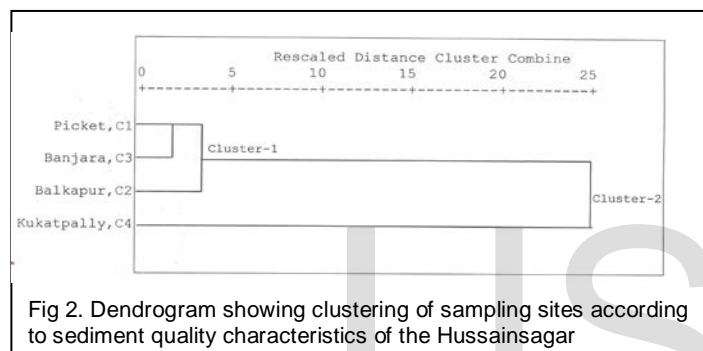 Rescaled Distance Cluster Combine
0 5 10 15 20 25
Picket,C1
Cluster-1
Banjara,C3
Balkapur,C2
Cluster-2
Kukatpally,C4
Fig 2. Dendrogram showing clustering of sampling sites according
to sediment quality characteristics of the Hussainsagar